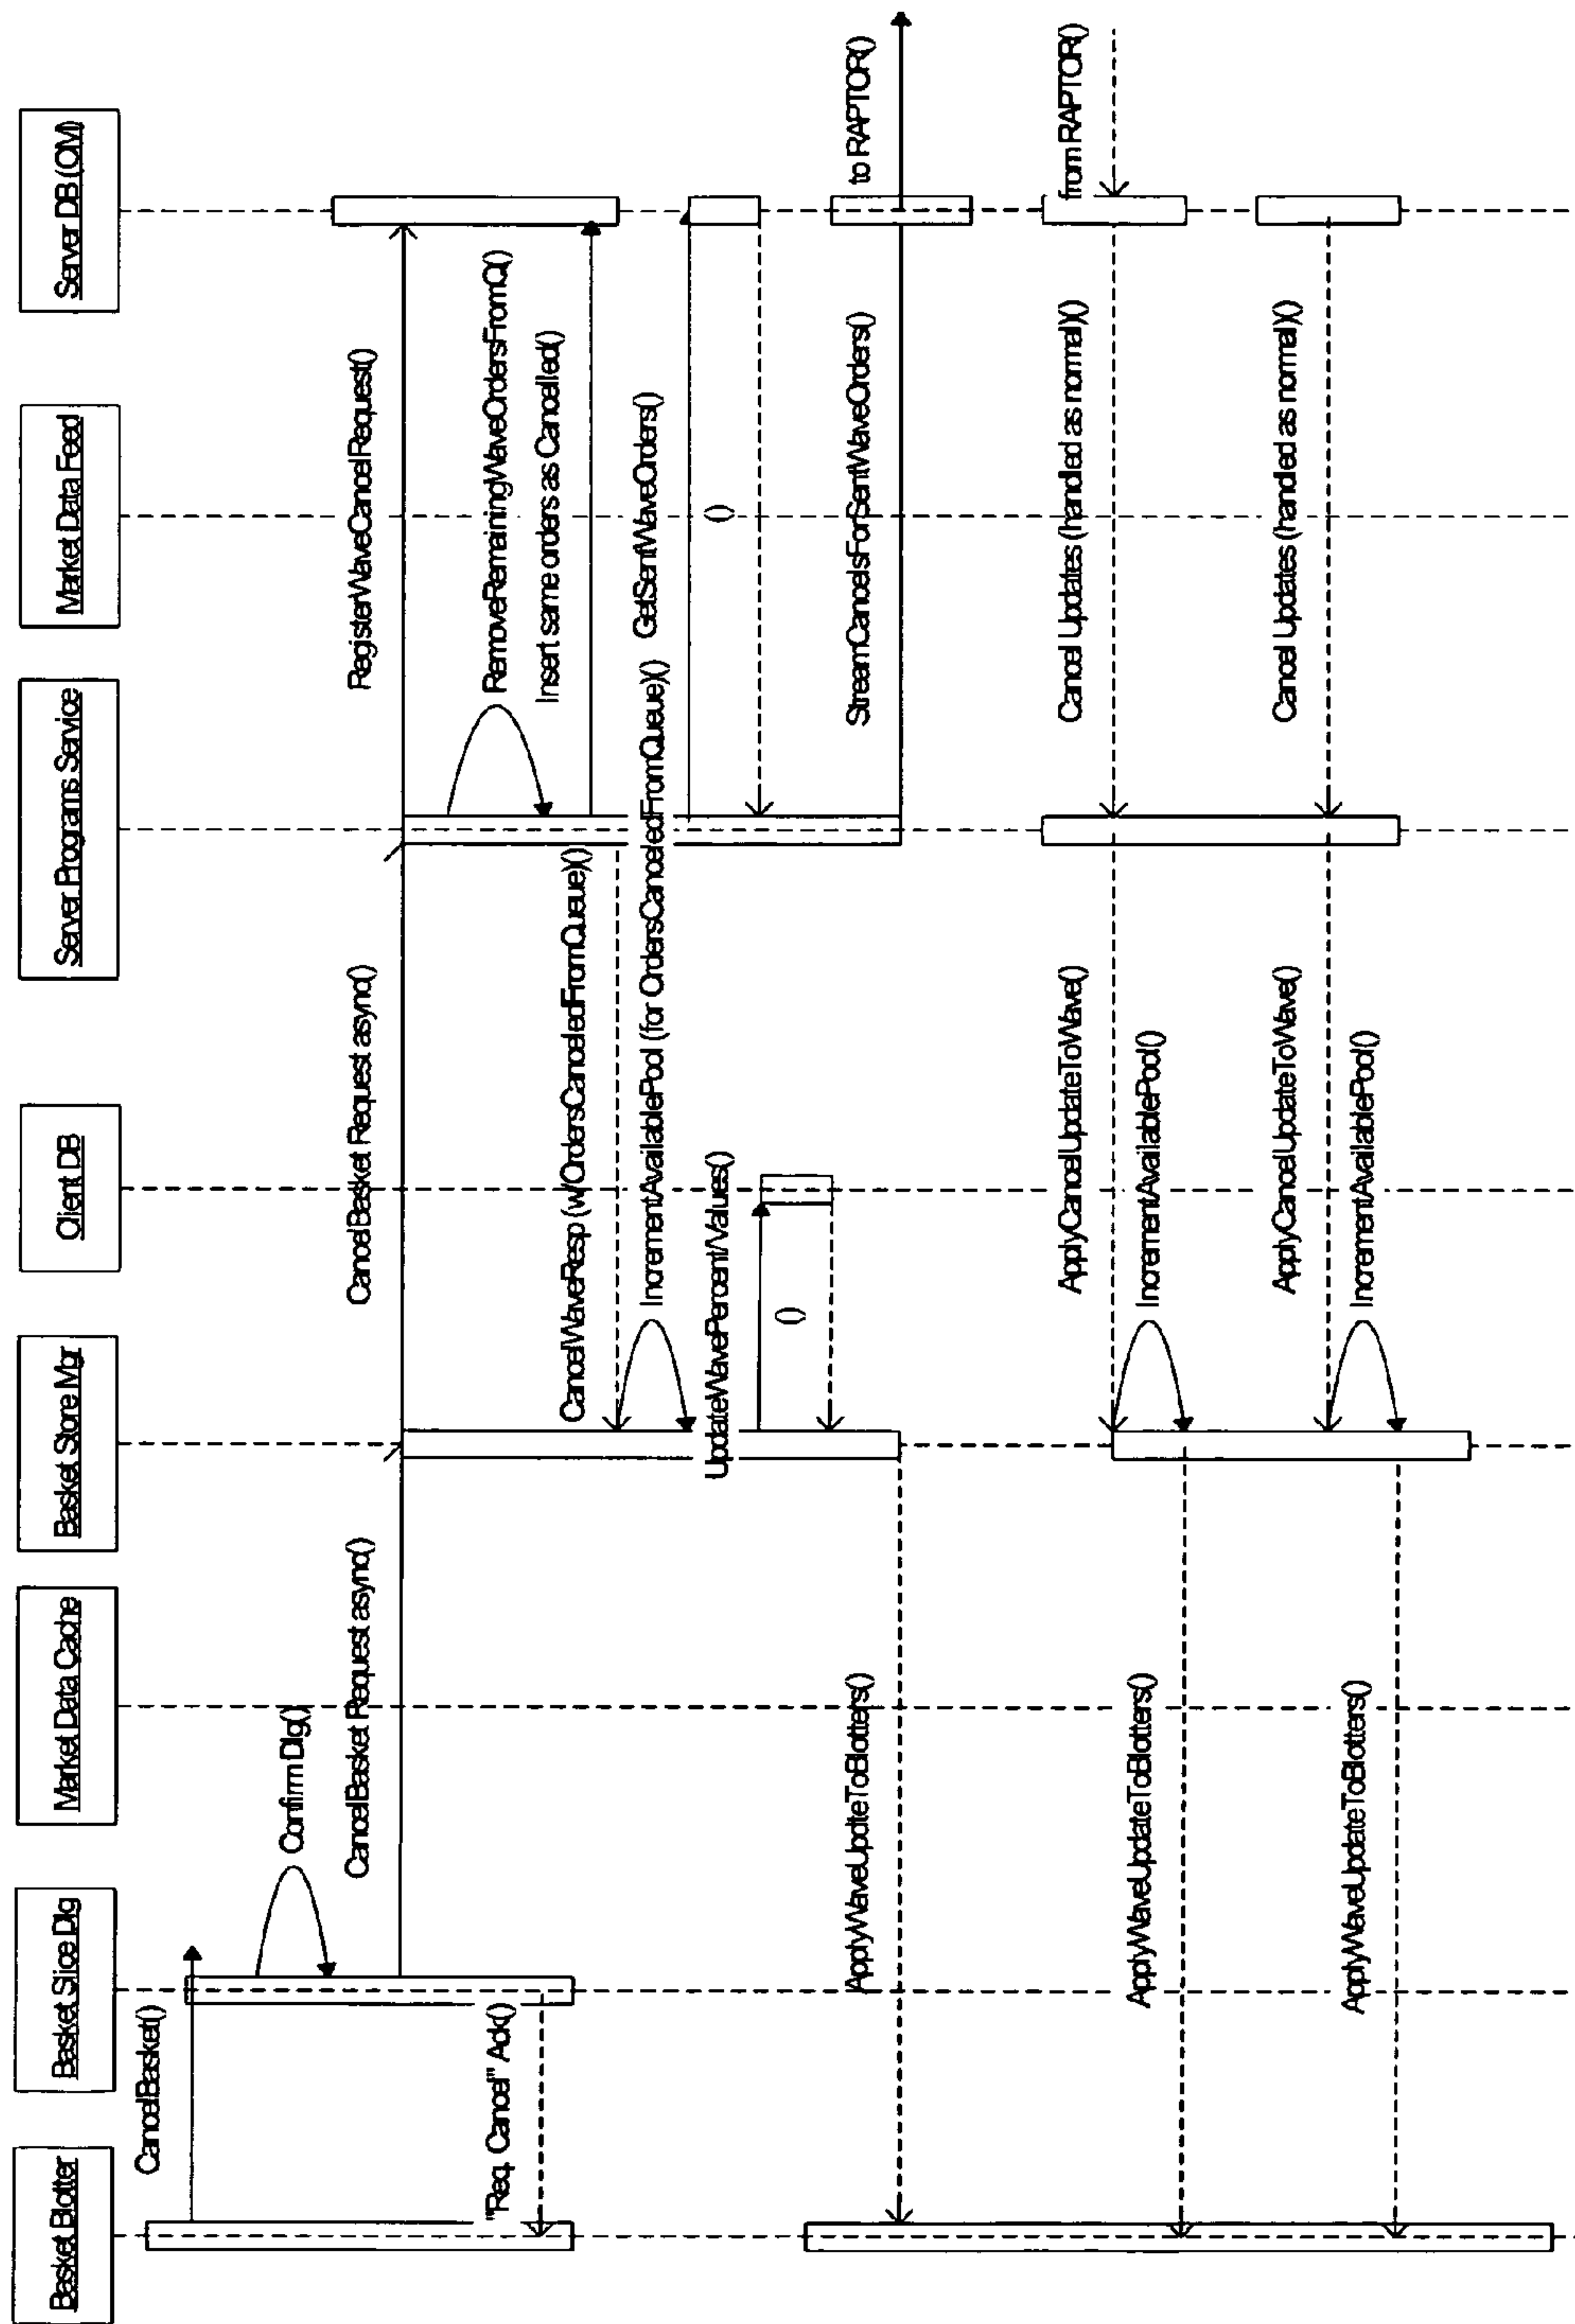 Basket Blotter
Basket Slice Dlg
Market Data Cache
Basket Store Mgr
Client DB
Server Programs Service
Market Data Feed
Server DB (OM)
CancelBasket()
Confirm Dlg()
CancelBasket Request async()
CancelBasket Request async()
RegisterWaveCancelRequest()
RemoveRemainingWaveOrdersFromQ()
"Req. Cancel" Ack()
Insert same orders as Cancelled()
CancelWaveResp (w/OrdersCanceledFromQueue)()
IncrementAvailablePool (for OrdersCanceledFromQueue)()
GetSentWaveOrders()
()
UpdateWavePercentValues()
()
ApplyWaveUpdteToBlotters()
StreamCancelsForSentWaveOrders()
to RAPTOR()
ApplyCancelUpdateToWave()
Cancel Updates (handled as normal)()
from RAPTOR()
IncrementAvailablePool()
ApplyWaveUpdateToBlotters()
ApplyCancelUpdateToWave()
Cancel Updates (handled as normal)()
IncrementAvailablePool()
ApplyWaveUpdateToBlotters()